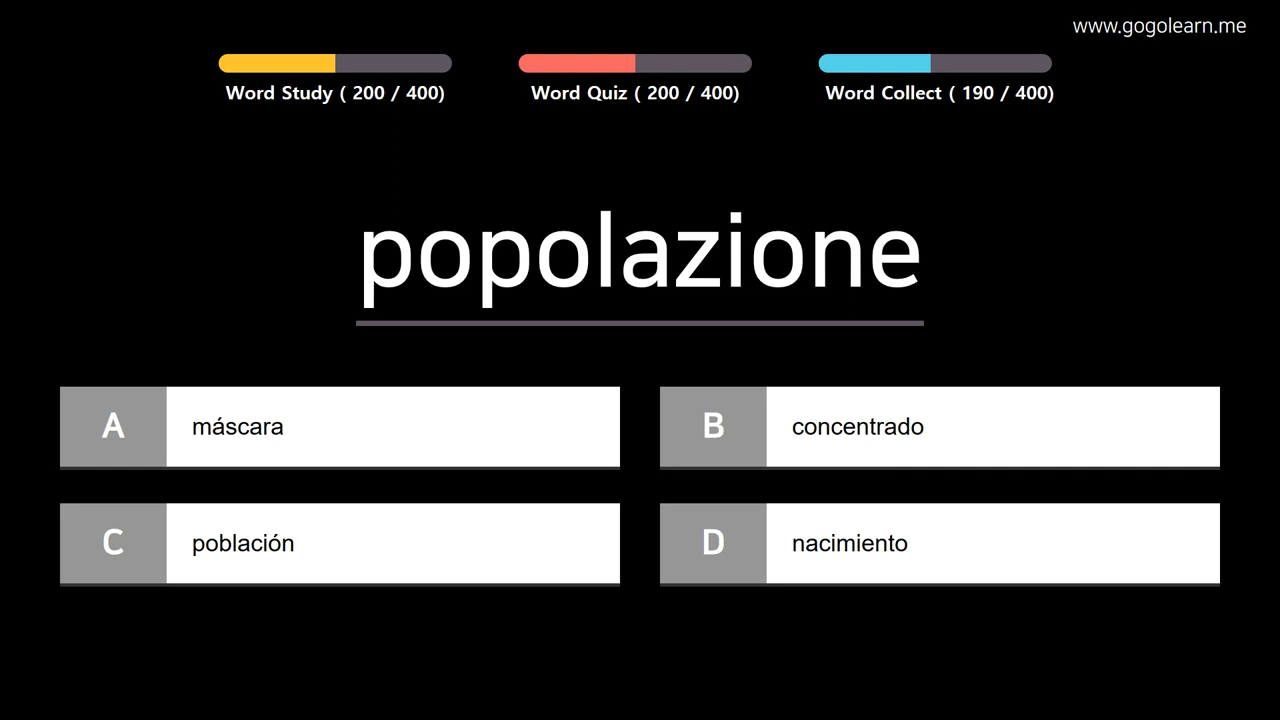 www.gogolearn.me
Word Study ( 200 / 400)
Word Quiz ( 200 / 400)
Word Collect ( 190 / 400)
popolazione
A máscara
B concentrado
C población
D nacimiento